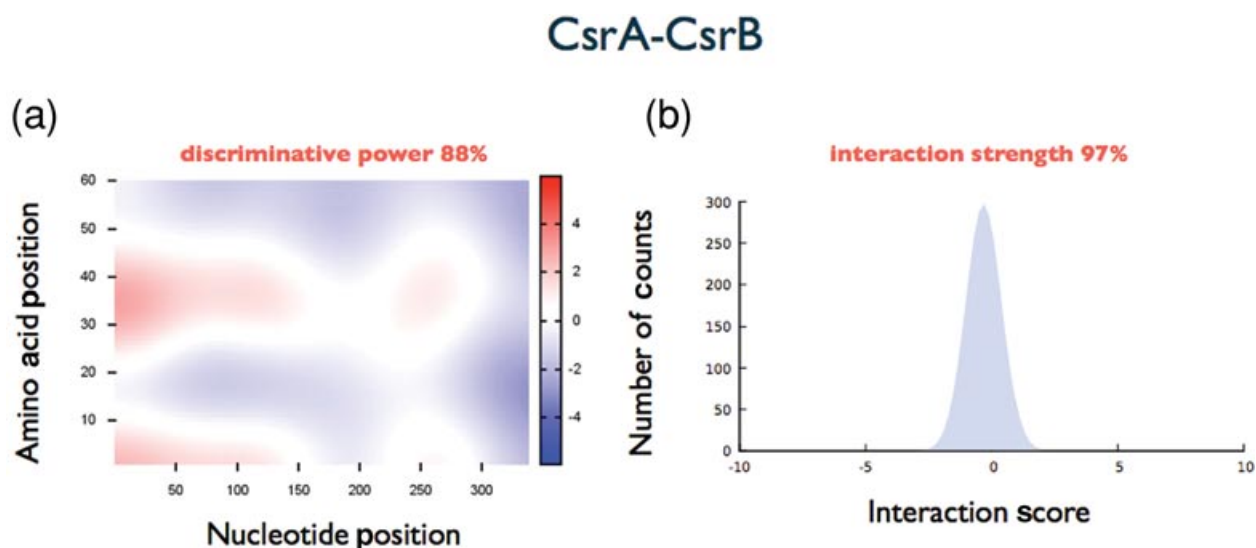 CsrA-CsrB
(a)
discriminative power 88%
Amino acid position
60
50
40
30
20
10
50 100 150 200 250 300
Nucleotide position
4
2
0
-2
-4
(b)
interaction strength 97%
Number of counts
300
250
200
150
100
50
0
-10 -5 0 5 10
Interaction score